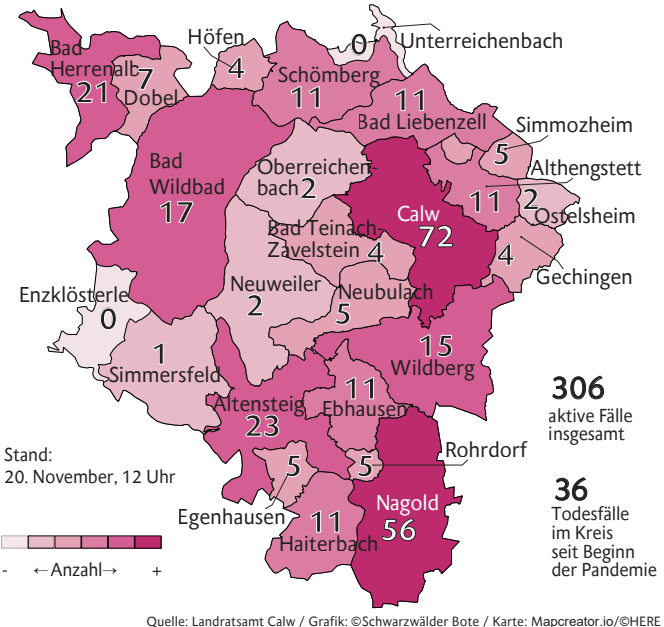 Höfen
4
0
Unterreichenbach
Bad
Herrenalb
21
7
Dobel
Schömberg
11
11
Bad Liebenzell
Simmozheim
5
Althengstett
11
2
Ostelsheim
Bad
Wildbad
17
Oberreichen-
bach
2
Calw
72
Bad Teinach-
Zavelstein
4
4
Gechingen
Enzklösterle
0
Neuweiler
2
Neubulach
5
1
Simmersfeld
15
Wildberg
Altensteig
23
11
Ebhausen
306
aktive Fälle
insgesamt
Stand:
20. November, 12 Uhr
5
Egenhausen
5
Rohrdorf
Nagold
56
11
Haiterbach
36
Todesfälle
im Kreis
seit Beginn
der Pandemie
- ←Anzahl→ +
Quelle: Landratsamt Calw / Grafik: ©Schwarzwälder Bote / Karte: Mapcreator.io/©HERE